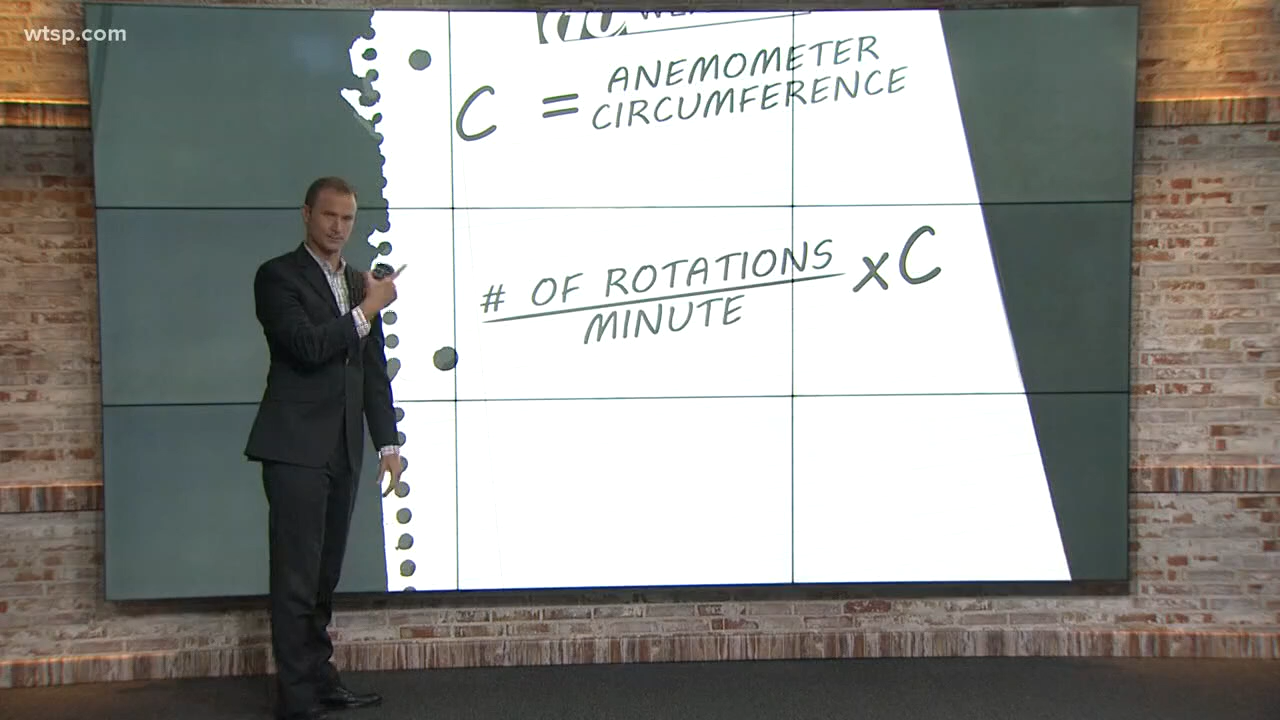 wtsp.com
C = ANEMOMETER
CIRCUMFERENCE
# OF ROTATIONS
MINUTE
x C